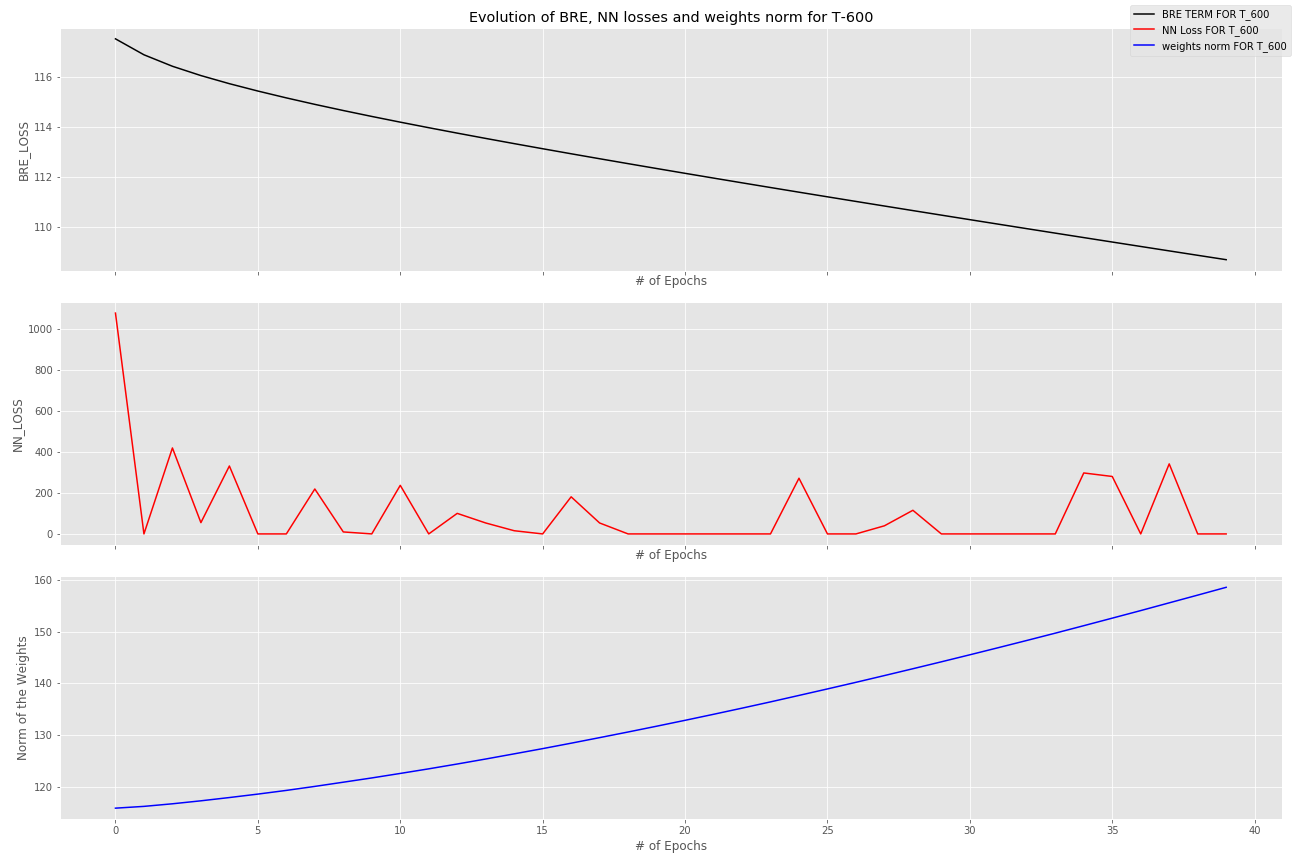 Evolution of BRE, NN losses and weights norm for T-600
BRE TERM FOR T_600
NN Loss FOR T_600
weights norm FOR T_600
BRE_LOSS
116
114
112
110
# of Epochs
NN_LOSS
1000
800
600
400
200
0
# of Epochs
Norm of the Weights
160
150
140
130
120
0 5 10 15 20 25 30 35 40
# of Epochs